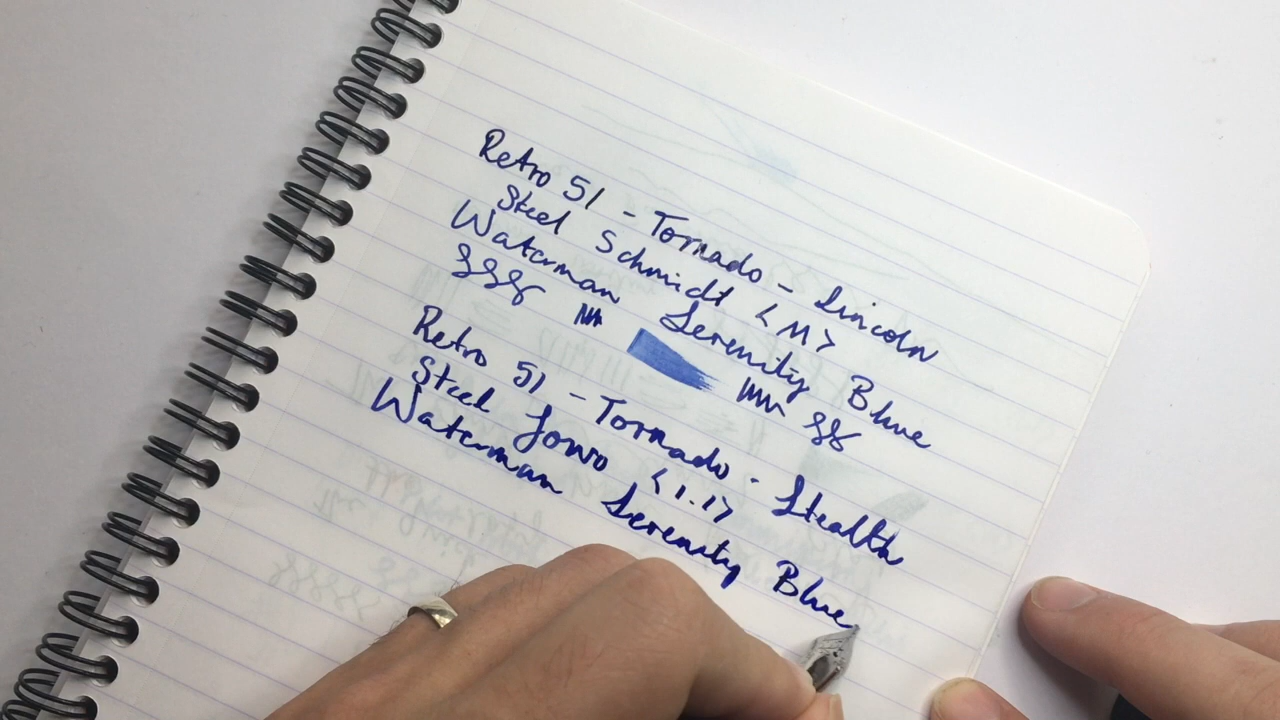 Retro 51 - Tornado - Lincoln
Steel Schmidt <M>
Waterman Serenity Blue
Retro 51 - Tornado - Stealth
Steel Jowo <1.1>
Waterman Serenity Blue